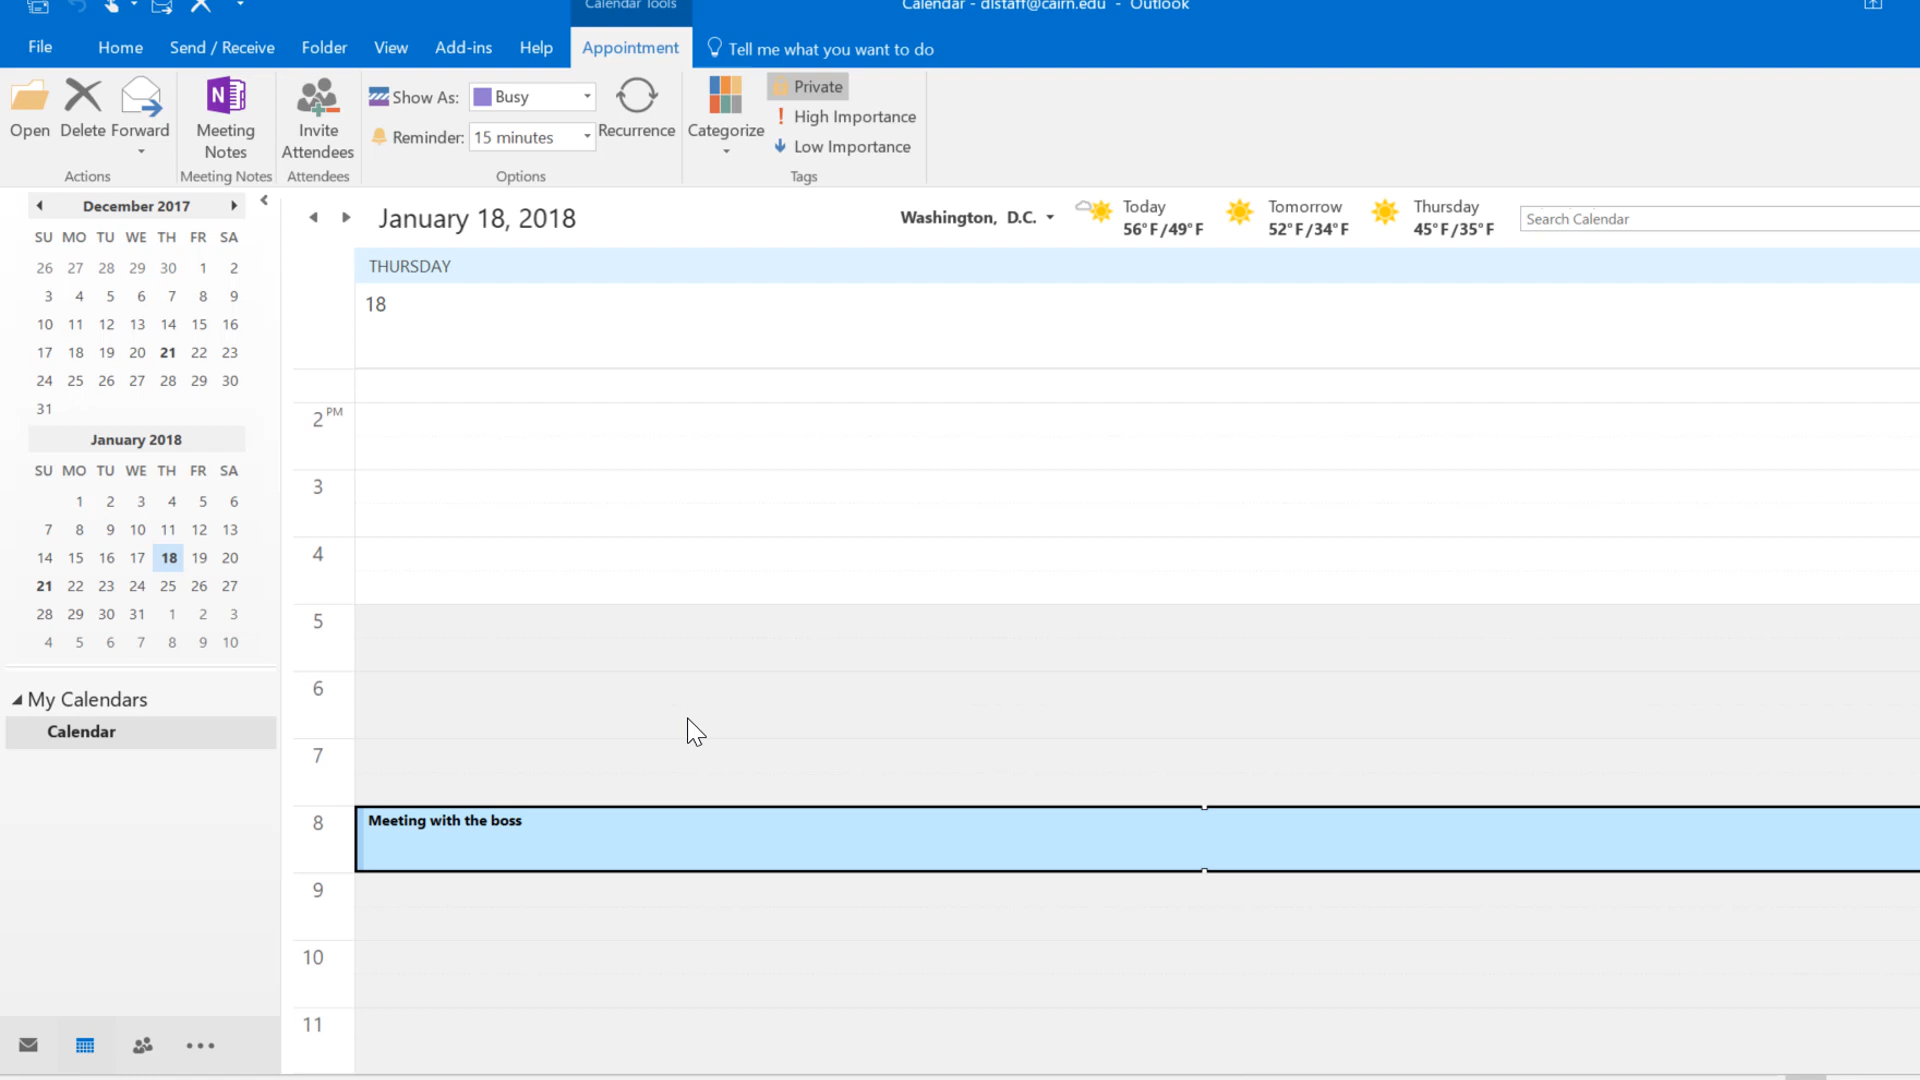 Calendar Tools
Calendar - dlstaff@cairn.edu - Outlook
File Home Send / Receive Folder View Add-ins Help Appointment Tell me what you want to do
Open Delete Forward
Meeting Notes
Invite Attendees
Show As: Busy
Reminder: 15 minutes
Recurrence
Categorize
Private
High Importance
Low Importance
Actions Meeting Notes Attendees Options Tags
December 2017
SU MO TU WE TH FR SA
26 27 28 29 30 1 2
3 4 5 6 7 8 9
10 11 12 13 14 15 16
17 18 19 20 21 22 23
24 25 26 27 28 29 30
31
January 2018
SU MO TU WE TH FR SA
1 2 3 4 5 6
7 8 9 10 11 12 13
14 15 16 17 18 19 20
21 22 23 24 25 26 27
28 29 30 31 1 2 3
4 5 6 7 8 9 10
My Calendars
Calendar
January 18, 2018
Washington, D.C.
Today
56°F/49°F
Tomorrow
52°F/34°F
Thursday
45°F/35°F
Search Calendar
THURSDAY
18
2 PM
3
4
5
6
7
8 Meeting with the boss
9
10
11